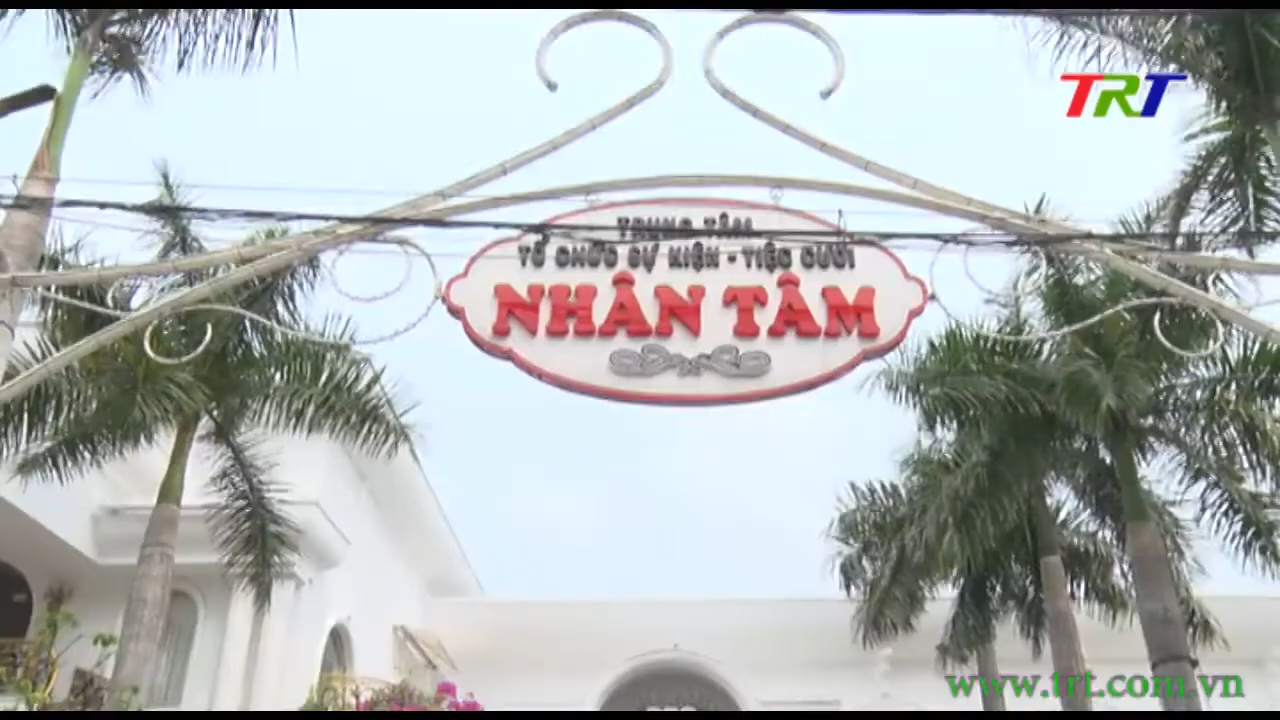 TRT
TRUNG TÂM
TỔ CHỨC SỰ KIỆN - TIỆC CƯỚI
NHÂN TÂM
www.trt.com.vn